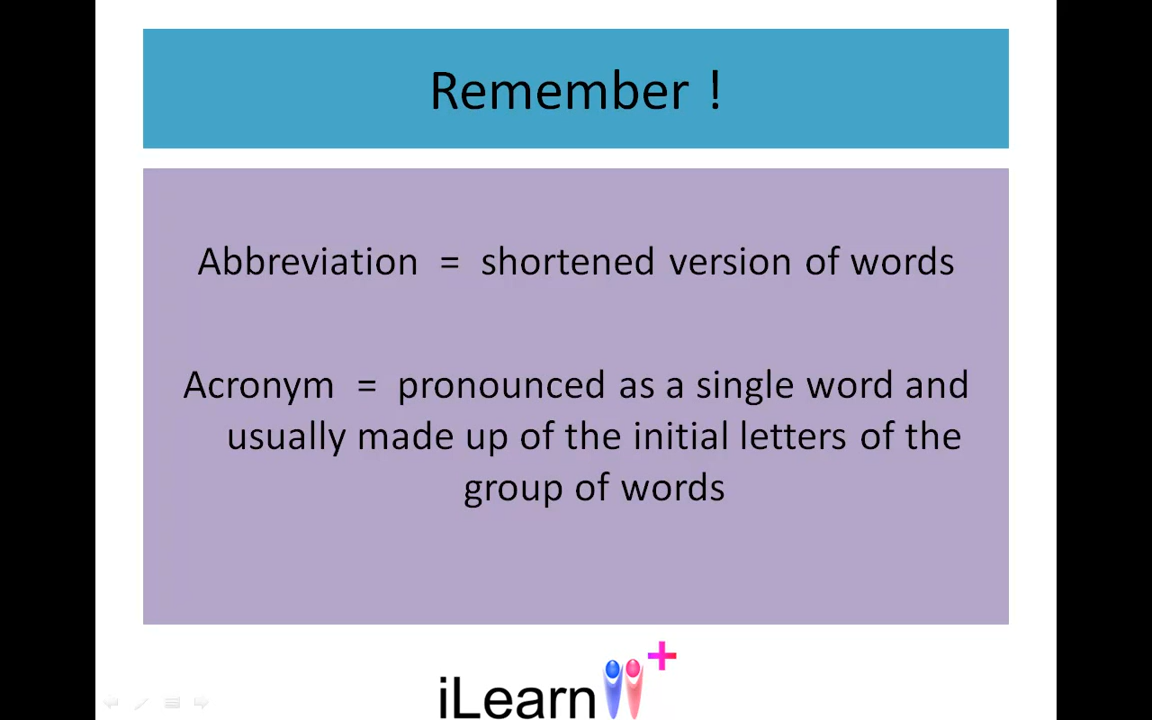 Remember !
Abbreviation = shortened version of words
Acronym = pronounced as a single word and
usually made up of the initial letters of the
group of words
iLearn